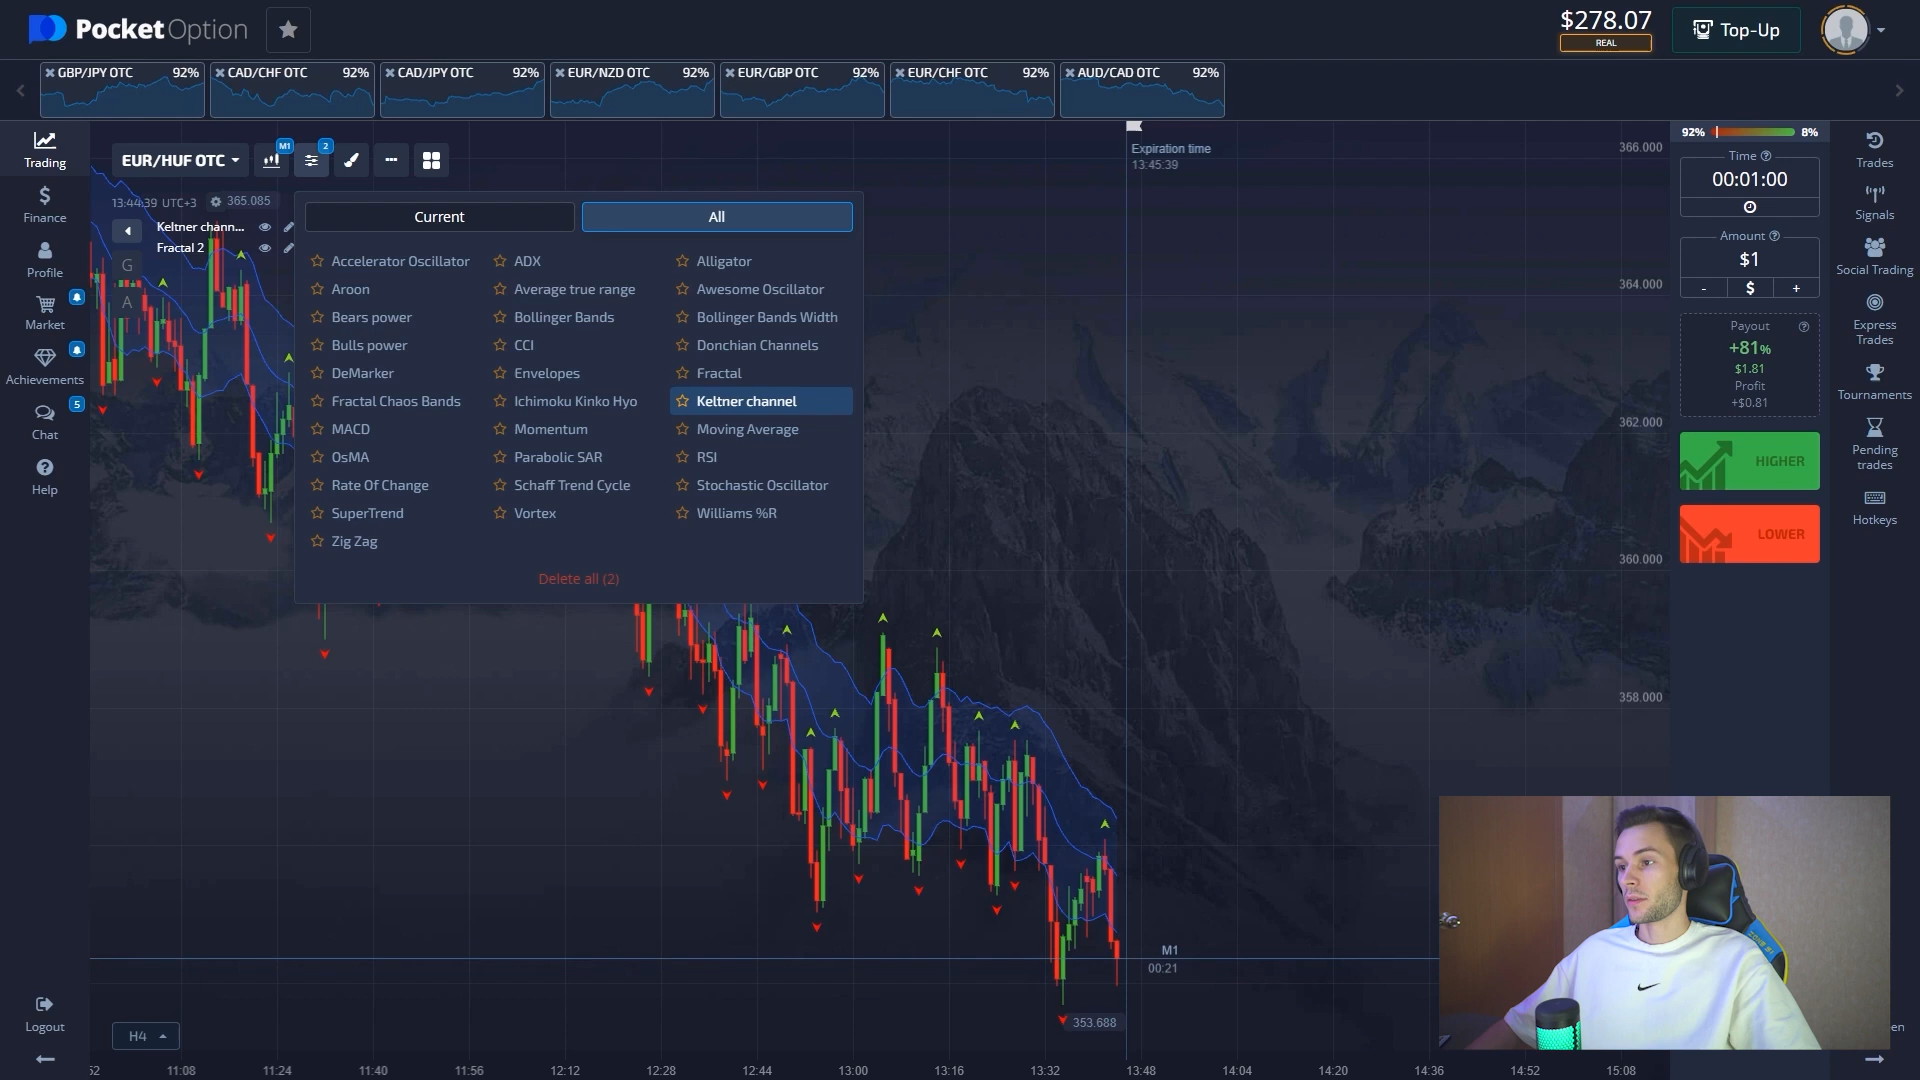 PocketOption
$278.07
REAL
Top-Up
GBP/JPY OTC 92%
CAD/CHF OTC 92%
CAD/JPY OTC 92%
EUR/NZD OTC 92%
EUR/GBP OTC 92%
EUR/CHF OTC 92%
AUD/CAD OTC 92%
Trading
Finance
Profile
Market
Achievements
5
Chat
Help
Logout
EUR/HUF OTC
M1
2
13:44:39 UTC+3
365.085
Keltner chann...
Fractal 2
G
A
Current
All
Accelerator Oscillator
ADX
Alligator
Aroon
Average true range
Awesome Oscillator
Bears power
Bollinger Bands
Bollinger Bands Width
Bulls power
CCI
Donchian Channels
DeMarker
Envelopes
Fractal
Fractal Chaos Bands
Ichimoku Kinko Hyo
Keltner channel
MACD
Momentum
Moving Average
OsMA
Parabolic SAR
RSI
Rate Of Change
Schaff Trend Cycle
Stochastic Oscillator
SuperTrend
Vortex
Williams %R
Zig Zag
Delete all (2)
Expiration time
13:45:39
366.000
364.000
362.000
360.000
358.000
M1
00:21
353.688
H4
52
11:08
11:24
11:40
11:56
12:12
12:28
12:44
13:00
13:16
13:32
13:48
14:04
14:20
14:36
14:52
15:08
92%
8%
Time
00:01:00
Amount
$1
-
$
+
Payout
+81%
$1.81
Profit
+$0.81
HIGHER
LOWER
Trades
Signals
Social Trading
Express
Trades
Tournaments
Pending
trades
Hotkeys
en